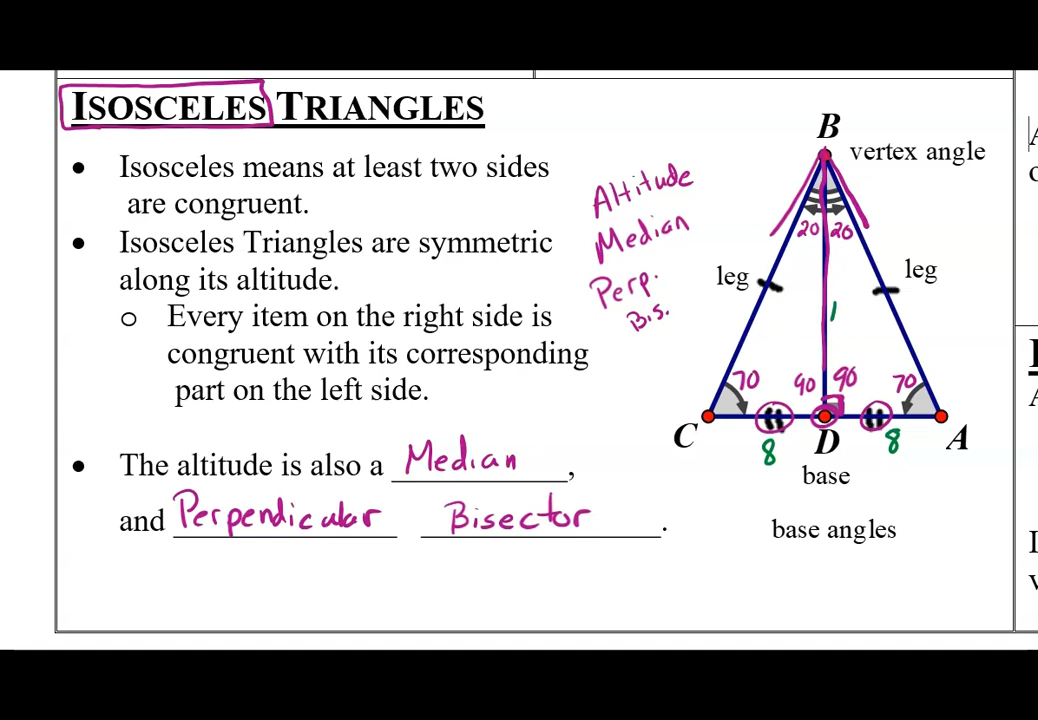 ISOSCELES TRIANGLES
• Isosceles means at least two sides
are congruent.
• Isosceles Triangles are symmetric
along its altitude.
o Every item on the right side is
congruent with its corresponding
part on the left side.
• The altitude is also a Median,
and Perpendicular Bisector.
Altitude
Median
Perp.
Bis.
B
vertex angle
20 20
leg
leg
70 90 90 70
C
D
A
8
8
base
base angles